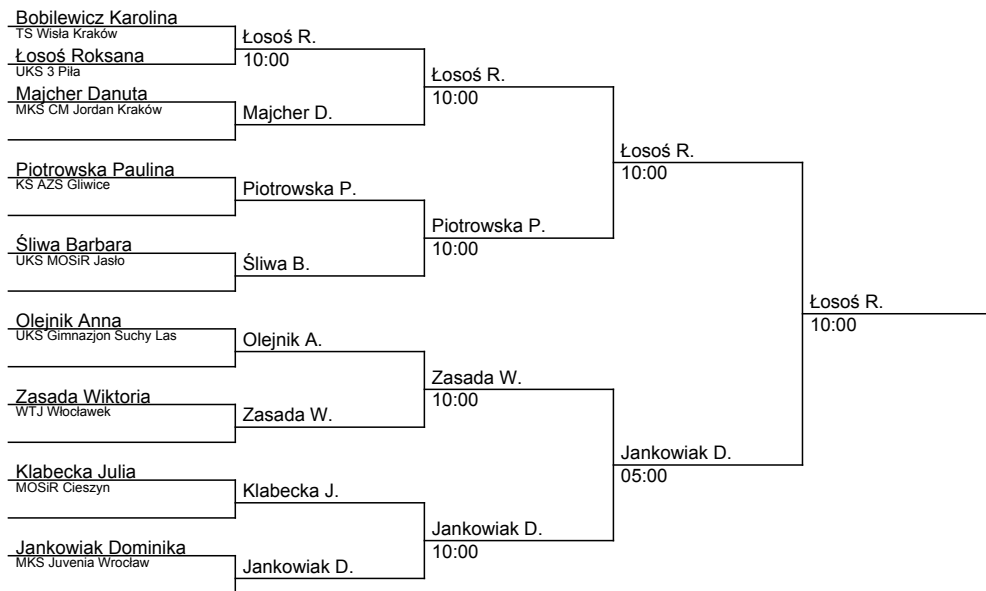 Bobilewicz Karolina
TS Wisła Kraków
Łosoś Roksana
UKS 3 Piła
Majcher Danuta
MKS CM Jordan Kraków
Piotrowska Paulina
KS AZS Gliwice
Śliwa Barbara
UKS MOSiR Jasło
Olejnik Anna
UKS Gimnazjon Suchy Las
Zasada Wiktoria
WTJ Włocławek
Klabecka Julia
MOSiR Cieszyn
Jankowiak Dominika
MKS Juvenia Wrocław
Łosoś R.
10:00
Majcher D.
Piotrowska P.
Śliwa B.
Olejnik A.
Zasada W.
Klabecka J.
Jankowiak D.
Łosoś R.
10:00
Piotrowska P.
10:00
Zasada W.
10:00
Jankowiak D.
10:00
Łosoś R.
10:00
Jankowiak D.
05:00
Łosoś R.
10:00